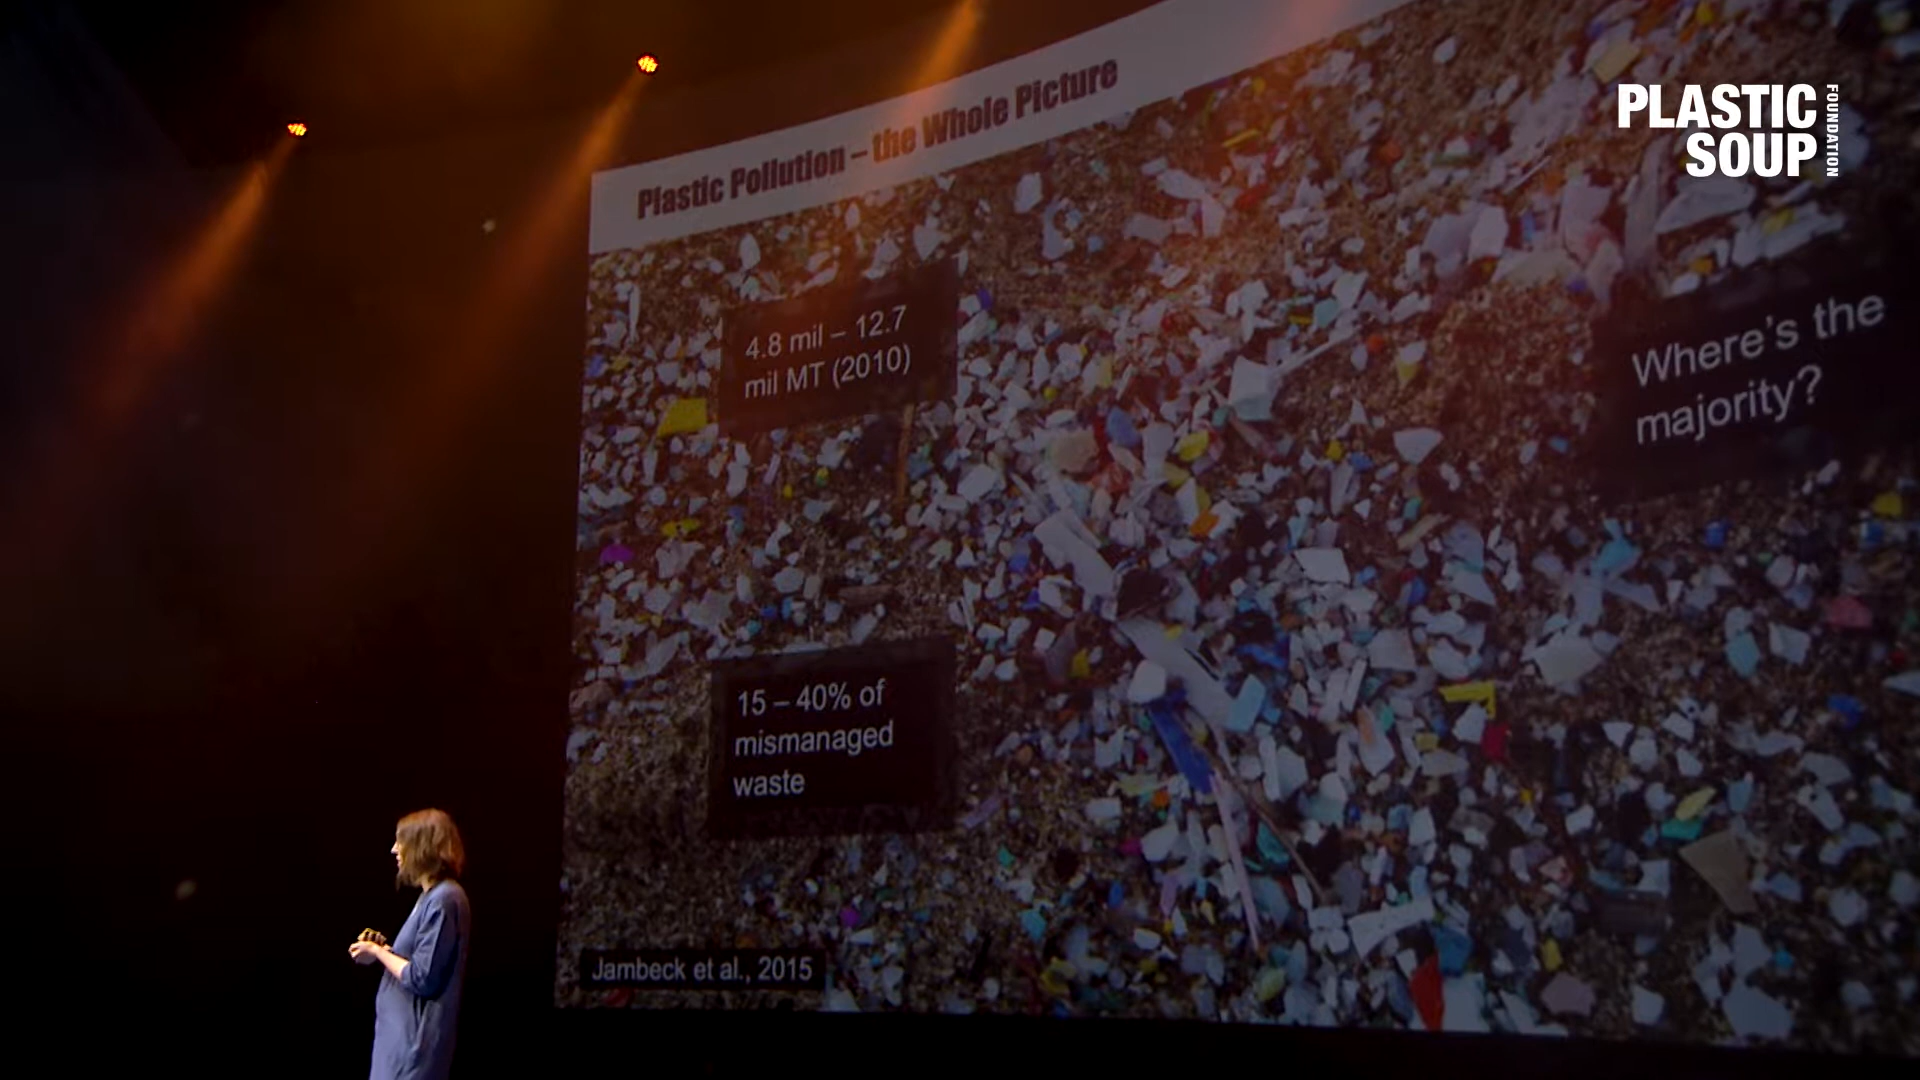 Plastic Pollution – the Whole Picture
4.8 mil – 12.7
mil MT (2010)
Where's the
majority?
15 – 40% of
mismanaged
waste
Jambeck et al., 2015
PLASTIC
SOUP
FOUNDATION